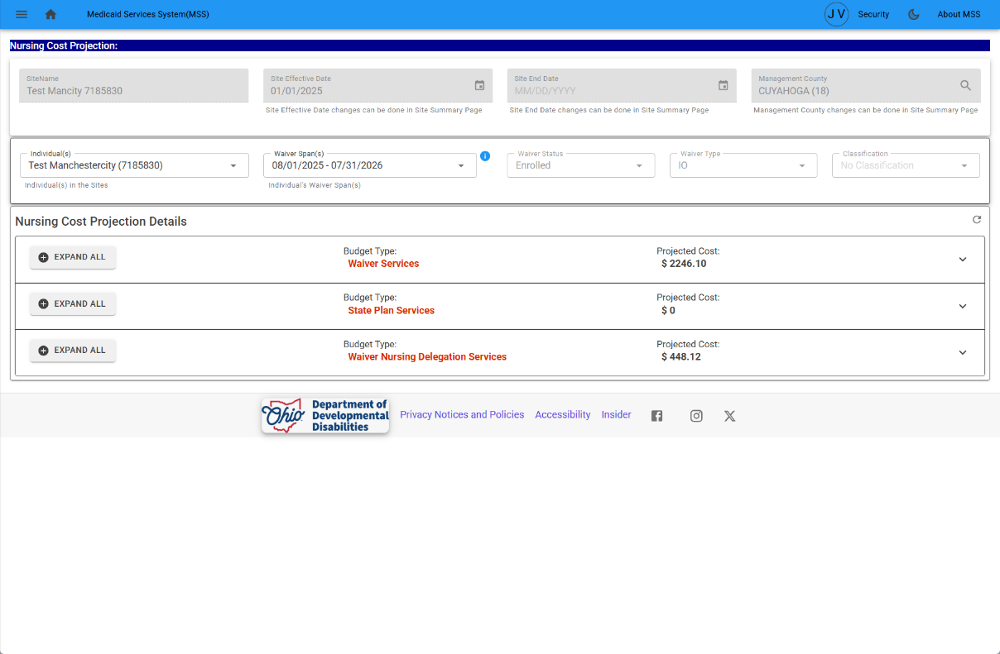 Medicaid Services System(MSS)
J V
Security
About MSS
Nursing Cost Projection:
SiteName
Test Mancity 7185830
Site Effective Date
01/01/2025
Site Effective Date changes can be done in Site Summary Page
Site End Date
MM/DD/YYYY
Site End Date changes can be done in Site Summary Page
Management County
CUYAHOGA (18)
Management County changes can be done in Site Summary Page
Individual(s)
Test Manchestercity (7185830)
Individual(s) in the Sites
Waiver Span(s)
08/01/2025 - 07/31/2026
Individual's Waiver Span(s)
Waiver Status
Enrolled
Waiver Type
IO
Classification
No Classification
Nursing Cost Projection Details
EXPAND ALL
Budget Type:
Waiver Services
Projected Cost:
$ 2246.10
EXPAND ALL
Budget Type:
State Plan Services
Projected Cost:
$ 0
EXPAND ALL
Budget Type:
Waiver Nursing Delegation Services
Projected Cost:
$ 448.12
Ohio
Department of
Developmental
Disabilities
Privacy Notices and Policies
Accessibility
Insider